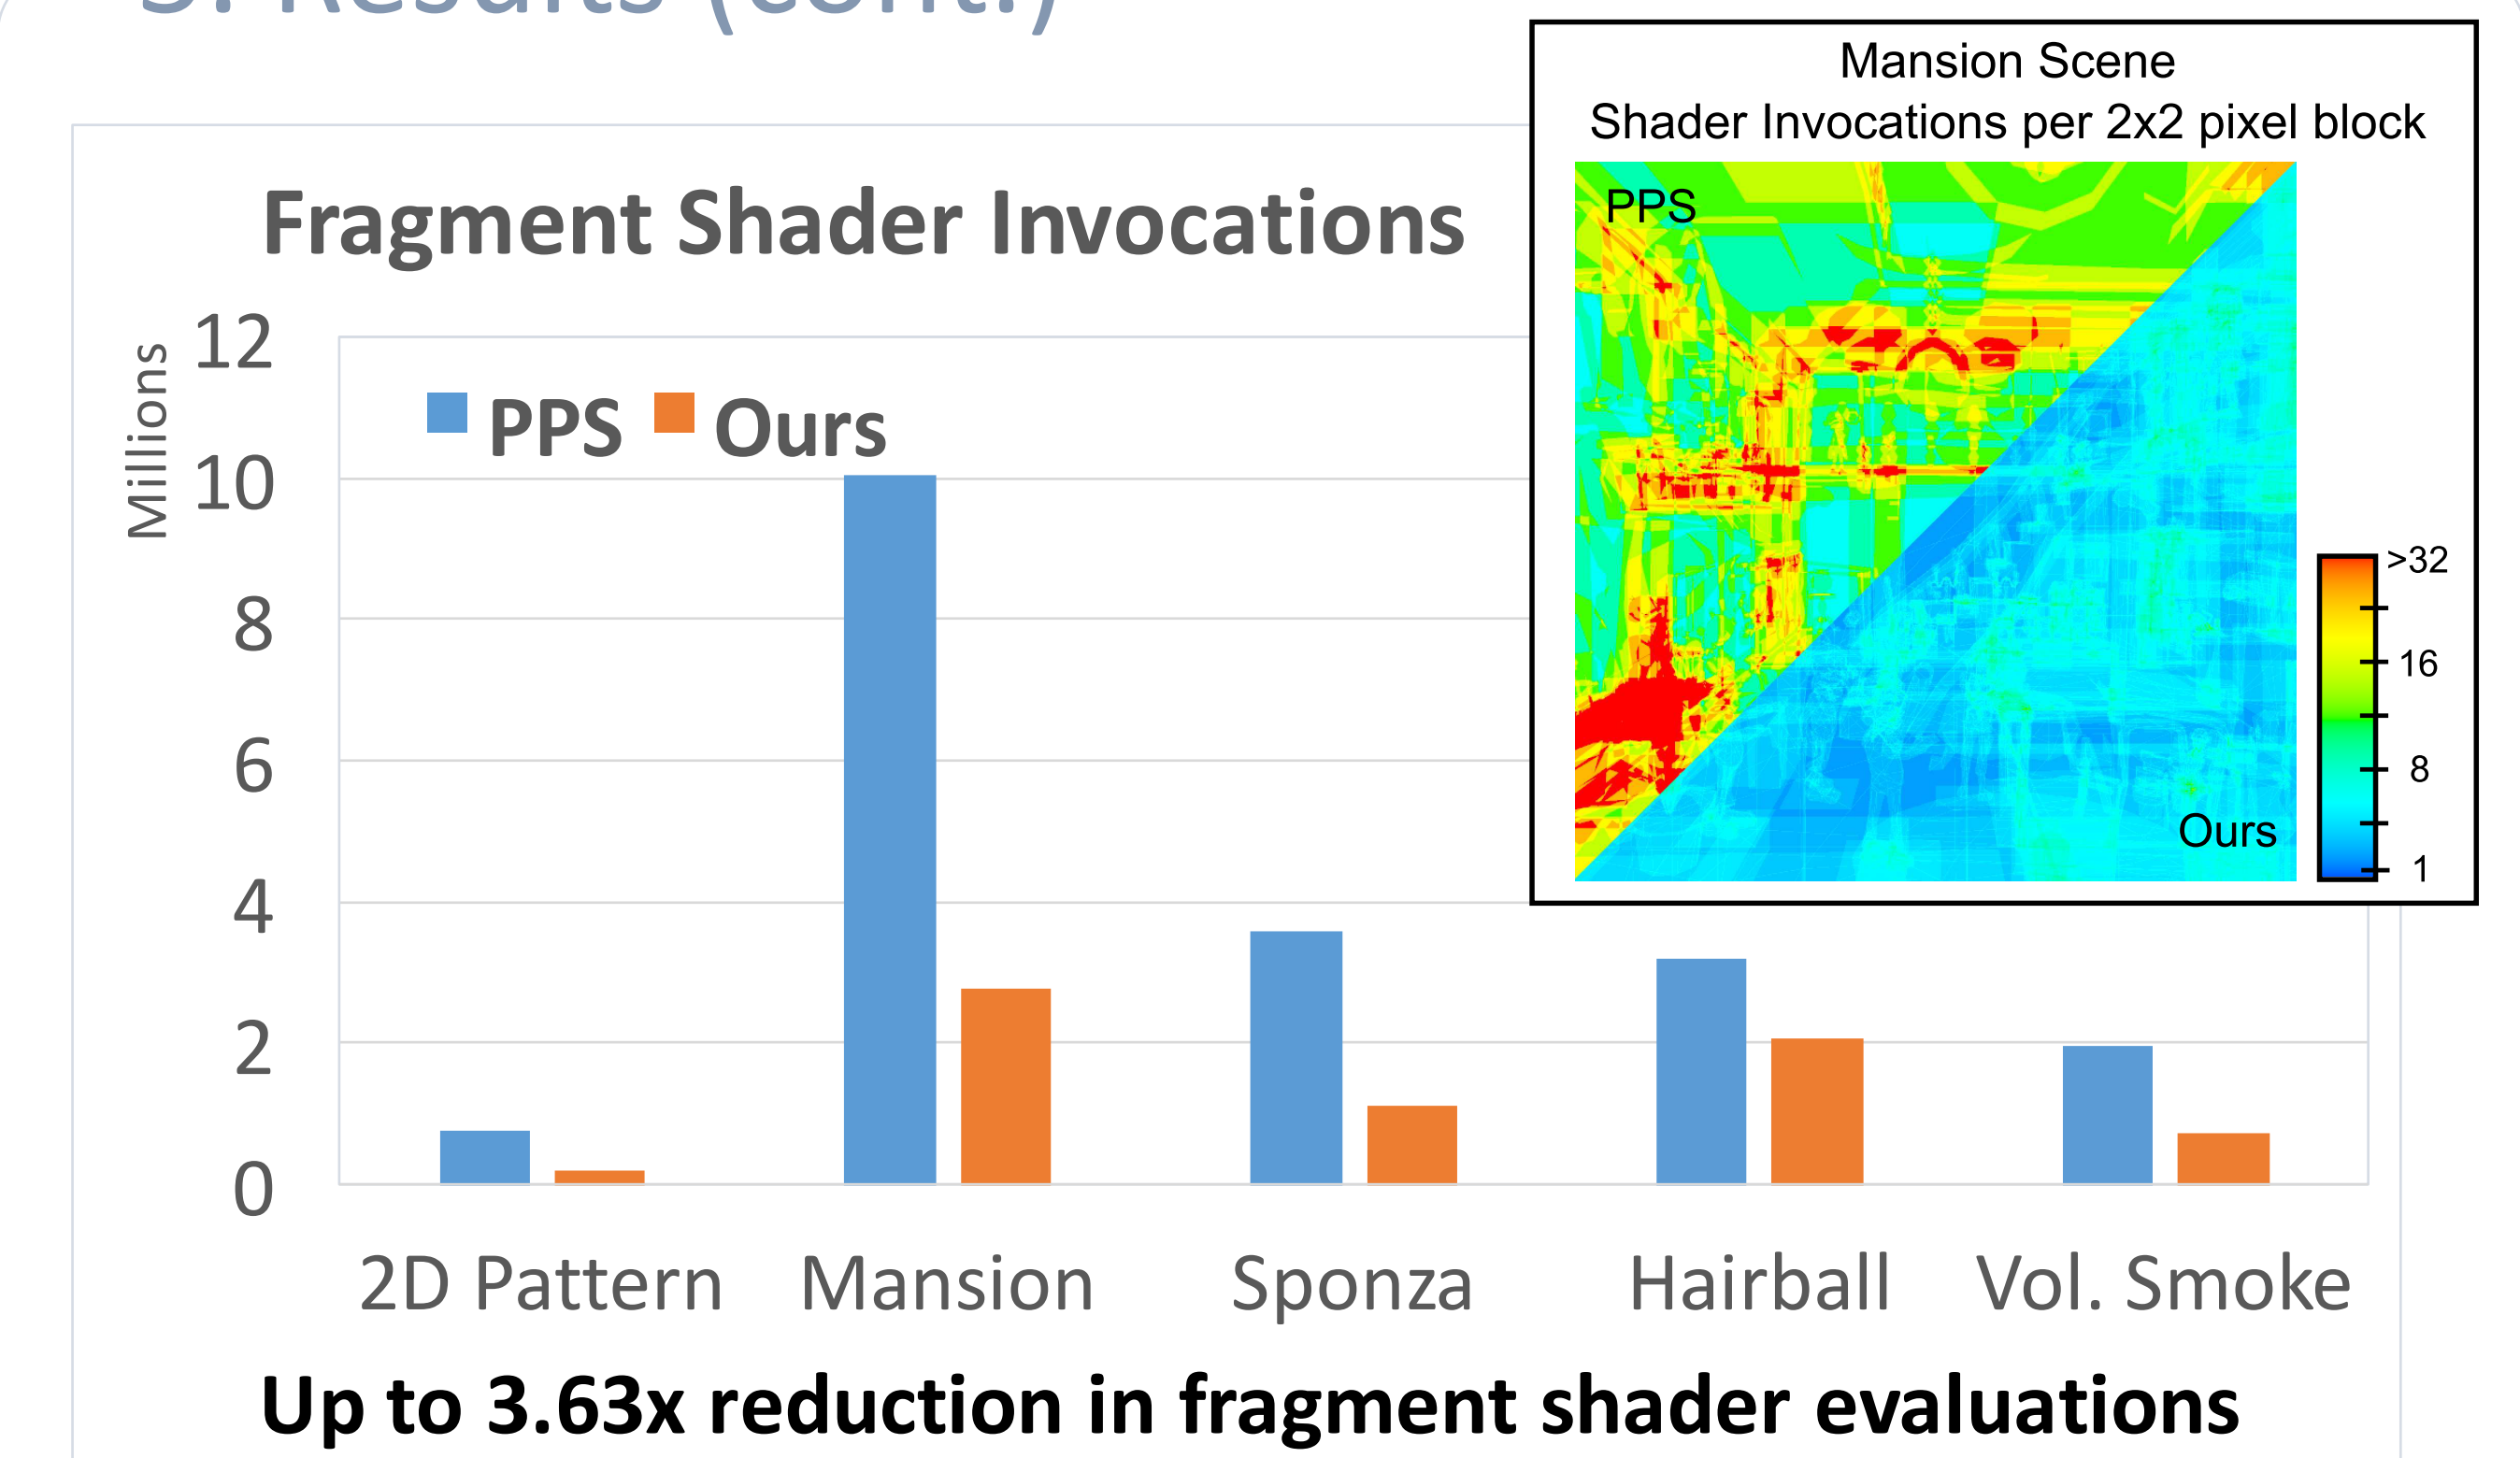 Results (cont.)
Mansion Scene
Shader Invocations per 2x2 pixel block
PPS
Ours
>32
16
8
1
Fragment Shader Invocations
Millions
12
10
8
6
4
2
0
PPS Ours
2D Pattern Mansion Sponza Hairball Vol. Smoke
Up to 3.63x reduction in fragment shader evaluations